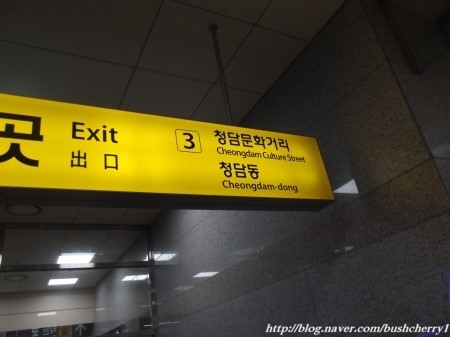 곳
Exit
出口
3
청담문화거리
Cheongdam Culture Street
청담동
Cheongdam-dong
http://blog.naver.com/bushcherry1